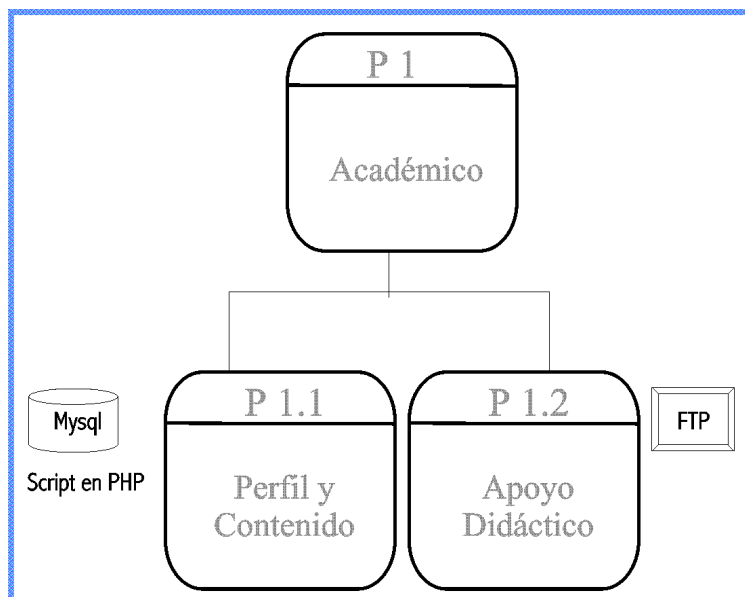 P 1
Académico
P 1.1
P 1.2
Mysql
FTP
Script en PHP
Perfil y
Contenido
Apoyo
Didáctico